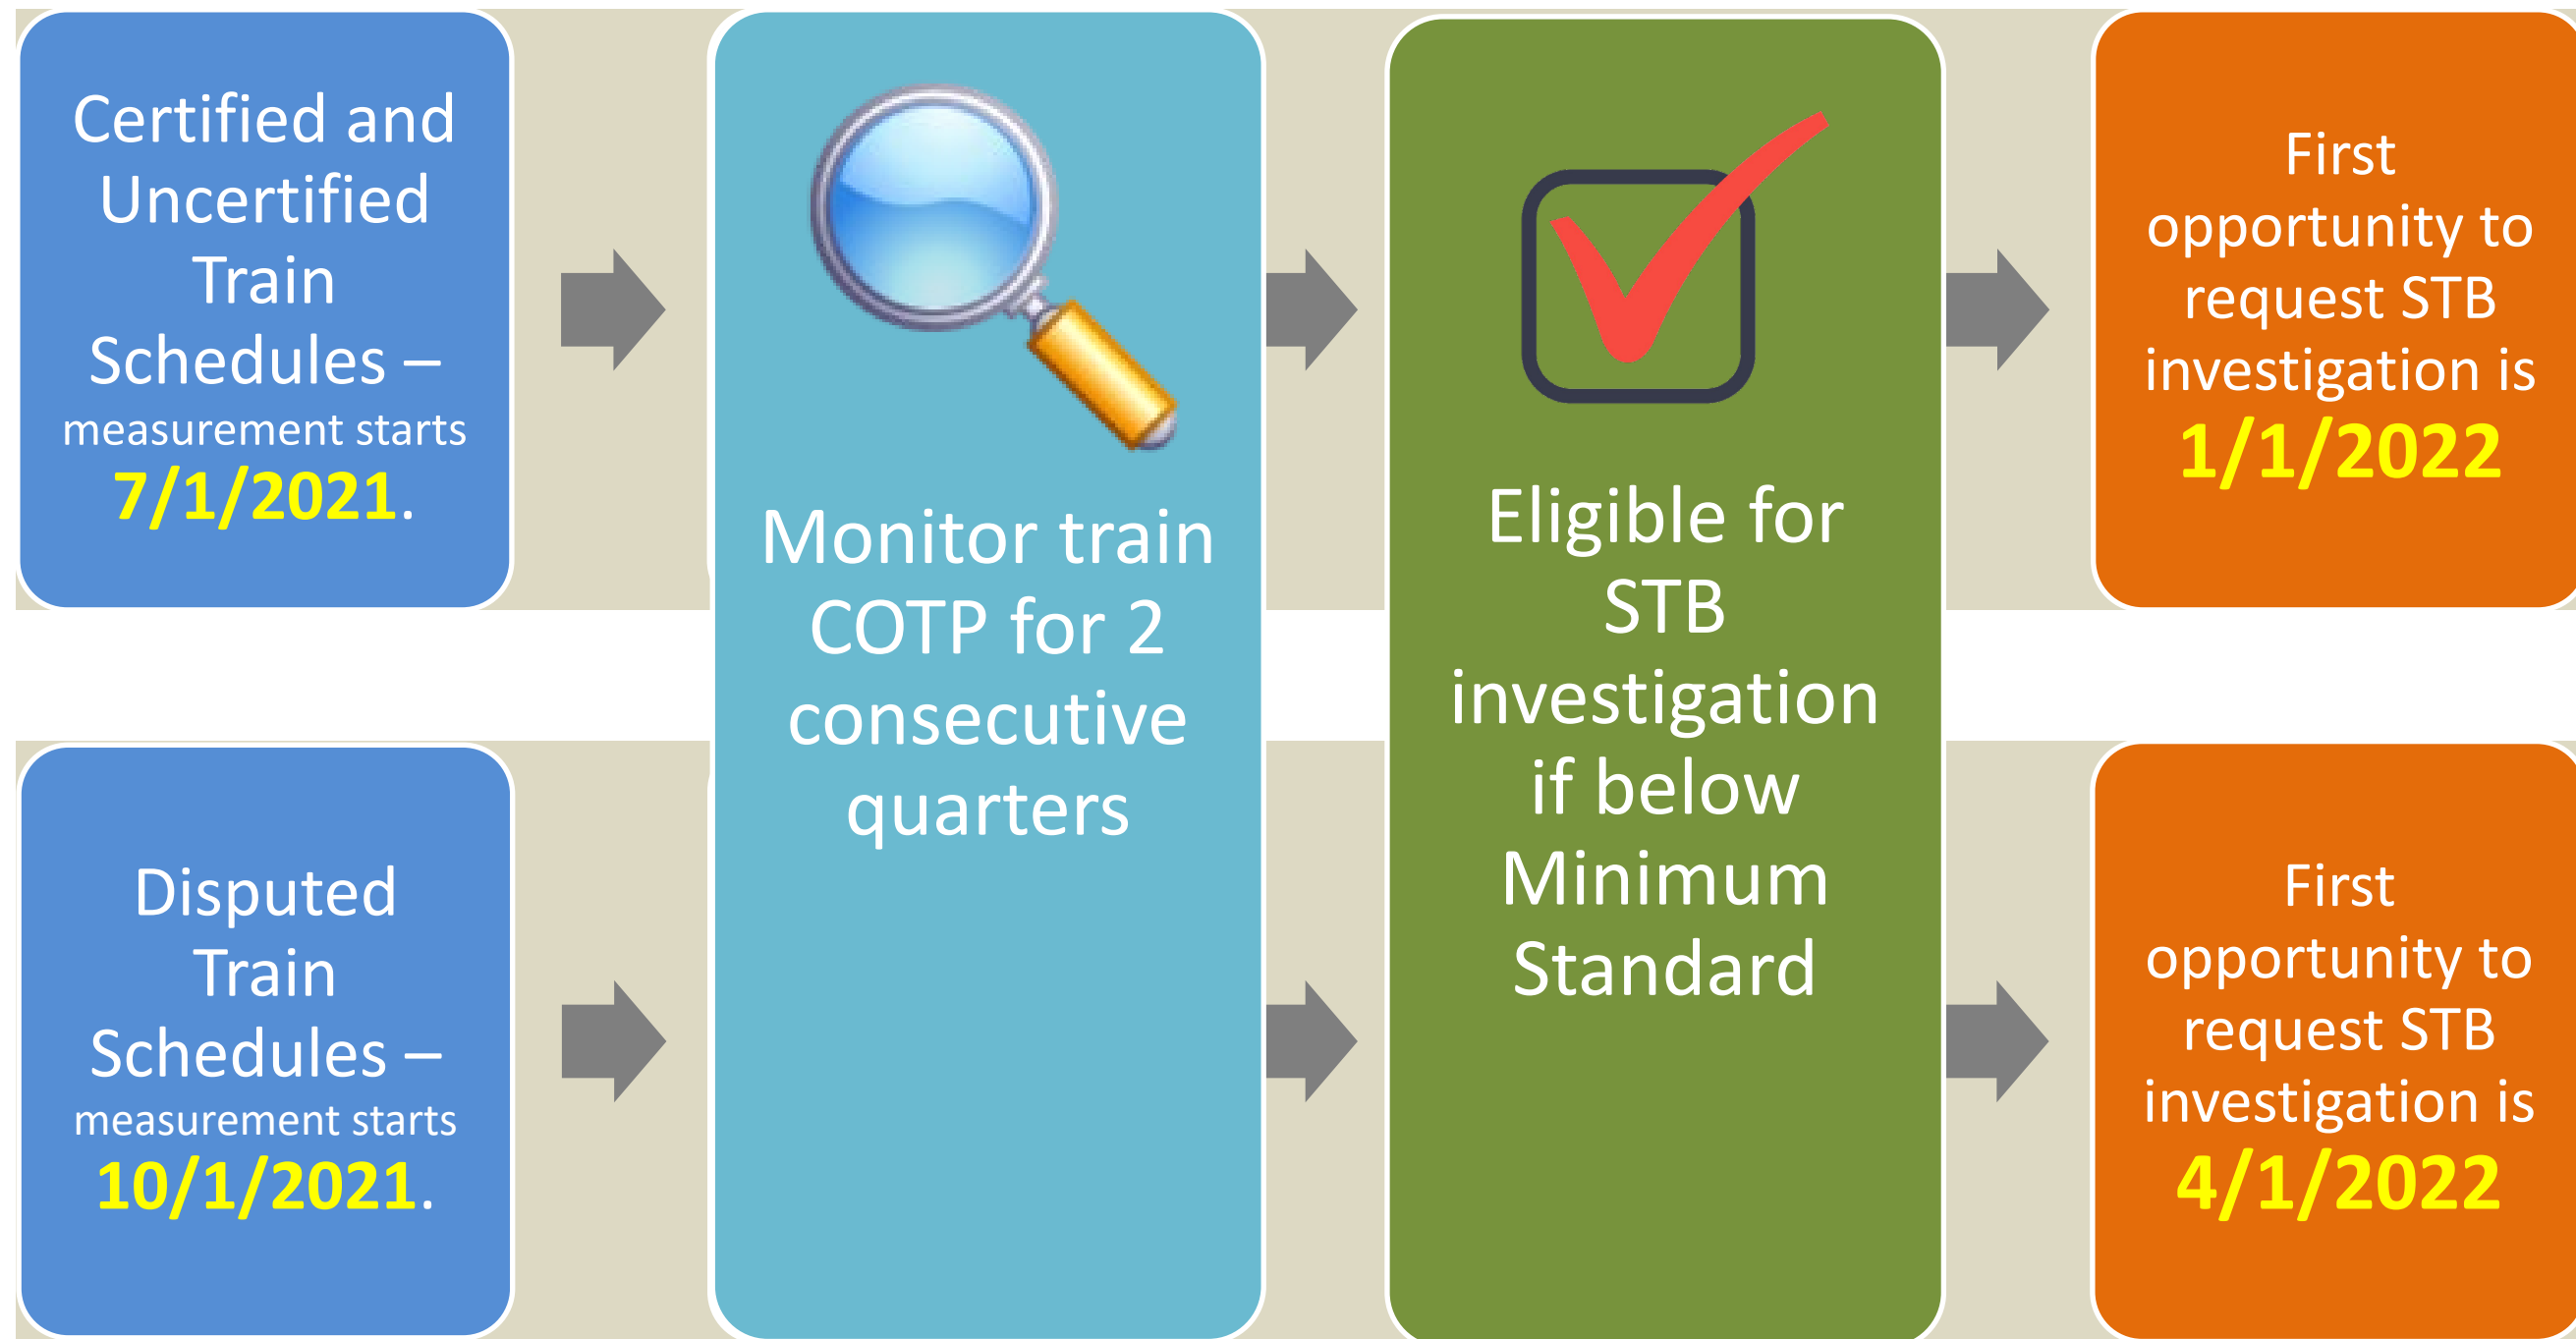 Certified and
Uncertified
Train
Schedules –
measurement starts
7/1/2021.
Monitor train
COTP for 2
consecutive
quarters
Eligible for
STB
investigation
if below
Minimum
Standard
First
opportunity to
request STB
investigation is
1/1/2022
Disputed
Train
Schedules –
measurement starts
10/1/2021.
First
opportunity to
request STB
investigation is
4/1/2022